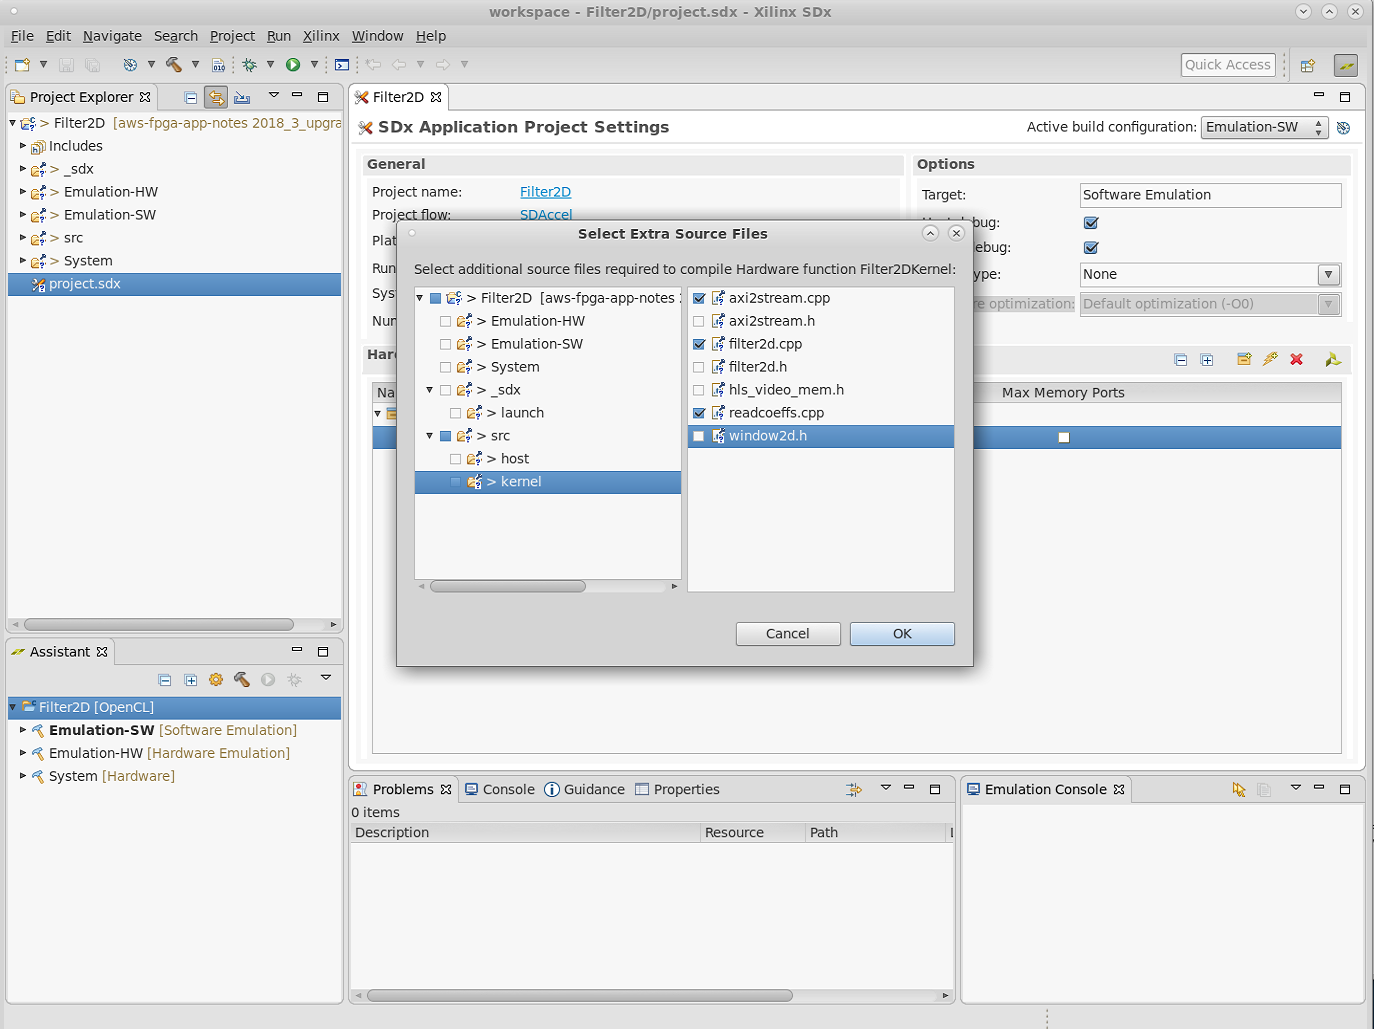 workspace - Filter2D/project.sdx - Xilinx SDx
File Edit Navigate Search Project Run Xilinx Window Help
Quick Access
Project Explorer
> Filter2D [aws-fpga-app-notes 2018_3_upgra
Includes
> _sdx
> Emulation-HW
> Emulation-SW
> src
> System
project.sdx
Filter2D
SDx Application Project Settings
Active build configuration: Emulation-SW
General
Project name: Filter2D
Project flow: SDAccel
Plat
Run
Sys
Nun
Options
Target: Software Emulation
bug:
ebug:
ype: None
e optimization: Default optimization (-O0)
Hard
Na
Max Memory Ports
Select Extra Source Files
Select additional source files required to compile Hardware function Filter2DKernel:
> Filter2D [aws-fpga-app-notes 2
> Emulation-HW
> Emulation-SW
> System
> _sdx
> launch
> src
> host
> kernel
axi2stream.cpp
axi2stream.h
filter2d.cpp
filter2d.h
hls_video_mem.h
readcoeffs.cpp
window2d.h
Cancel OK
Assistant
Filter2D [OpenCL]
Emulation-SW [Software Emulation]
Emulation-HW [Hardware Emulation]
System [Hardware]
Problems Console Guidance Properties
0 items
Description Resource Path
Emulation Console